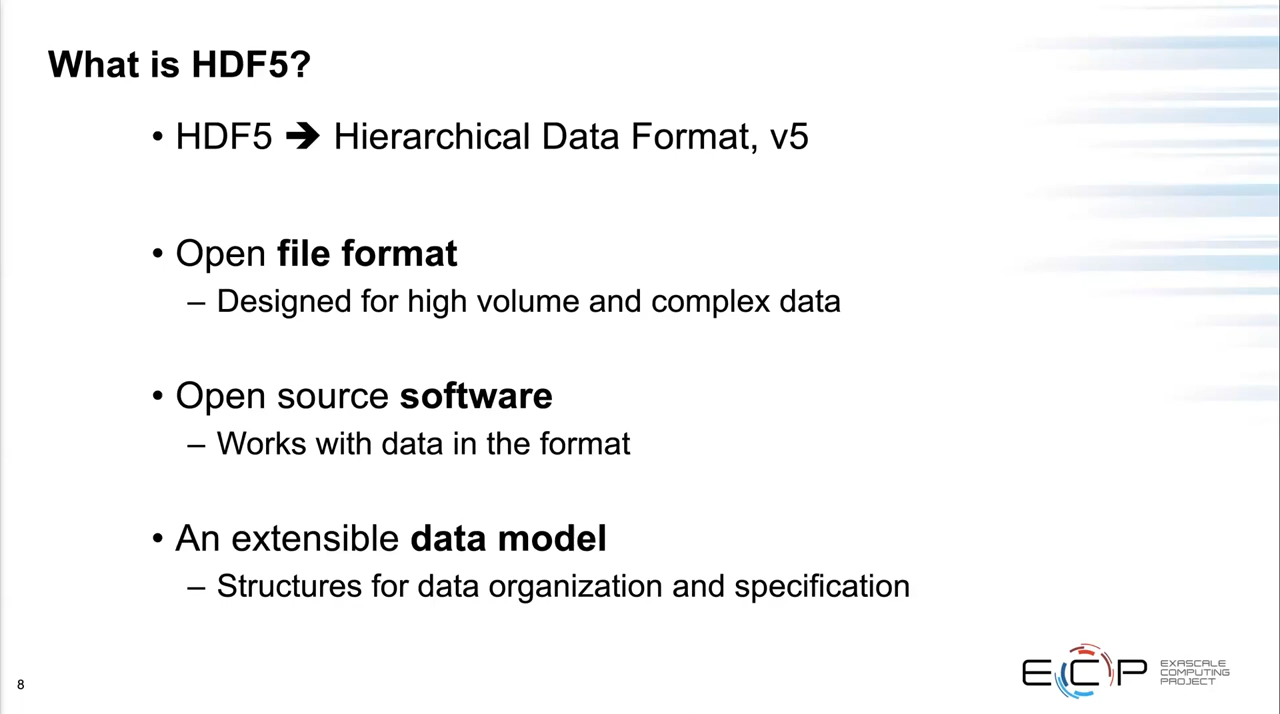 What is HDF5?
• HDF5 ➔ Hierarchical Data Format, v5
• Open file format
– Designed for high volume and complex data
• Open source software
– Works with data in the format
• An extensible data model
– Structures for data organization and specification
8
ECP
EXASCALE
COMPUTING
PROJECT